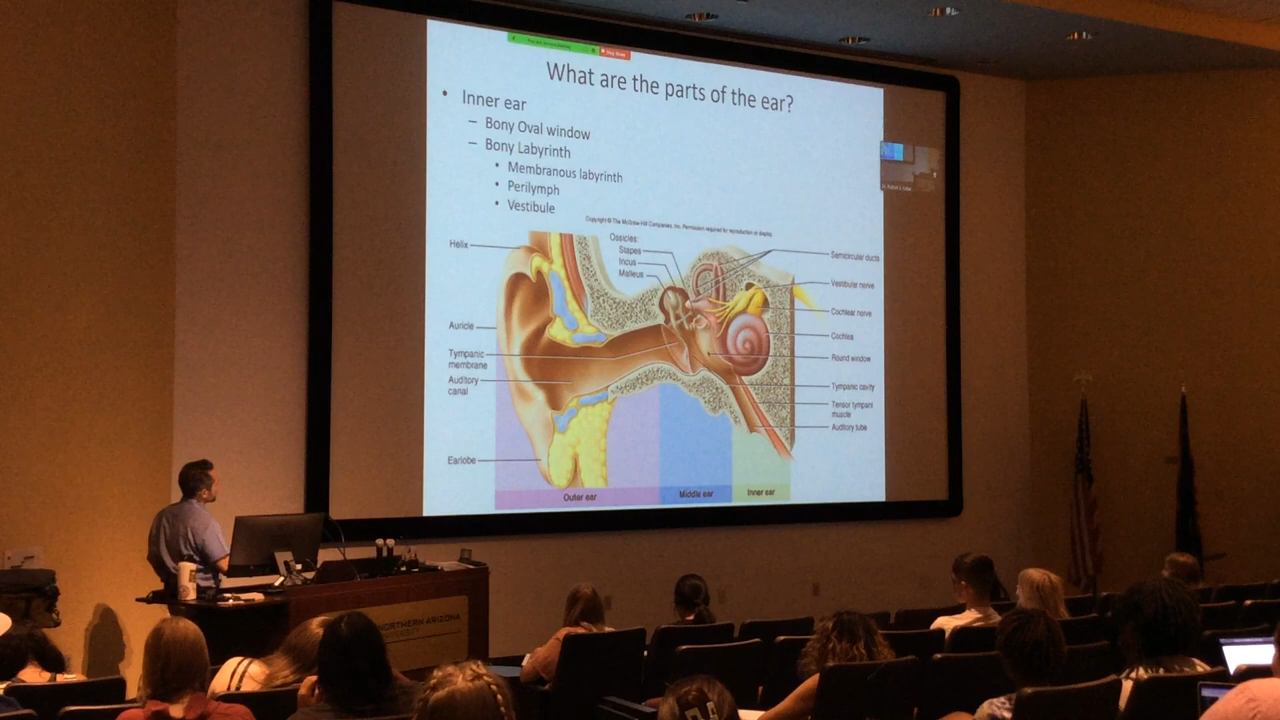 What are the parts of the ear?
• Inner ear
– Bony Oval window
– Bony Labyrinth
• Membranous labyrinth
• Perilymph
• Vestibule
Copyright © The McGraw-Hill Companies, Inc. Permission required for reproduction or display.
Helix
Auricle
Tympanic
membrane
Auditory
canal
Earlobe
Ossicles:
Stapes
Incus
Malleus
Semicircular ducts
Vestibular nerve
Cochlear nerve
Cochlea
Round window
Tympanic cavity
Tensor tympani
muscle
Auditory tube
Outer ear
Middle ear
Inner ear
NORTHERN ARIZONA
UNIVERSITY